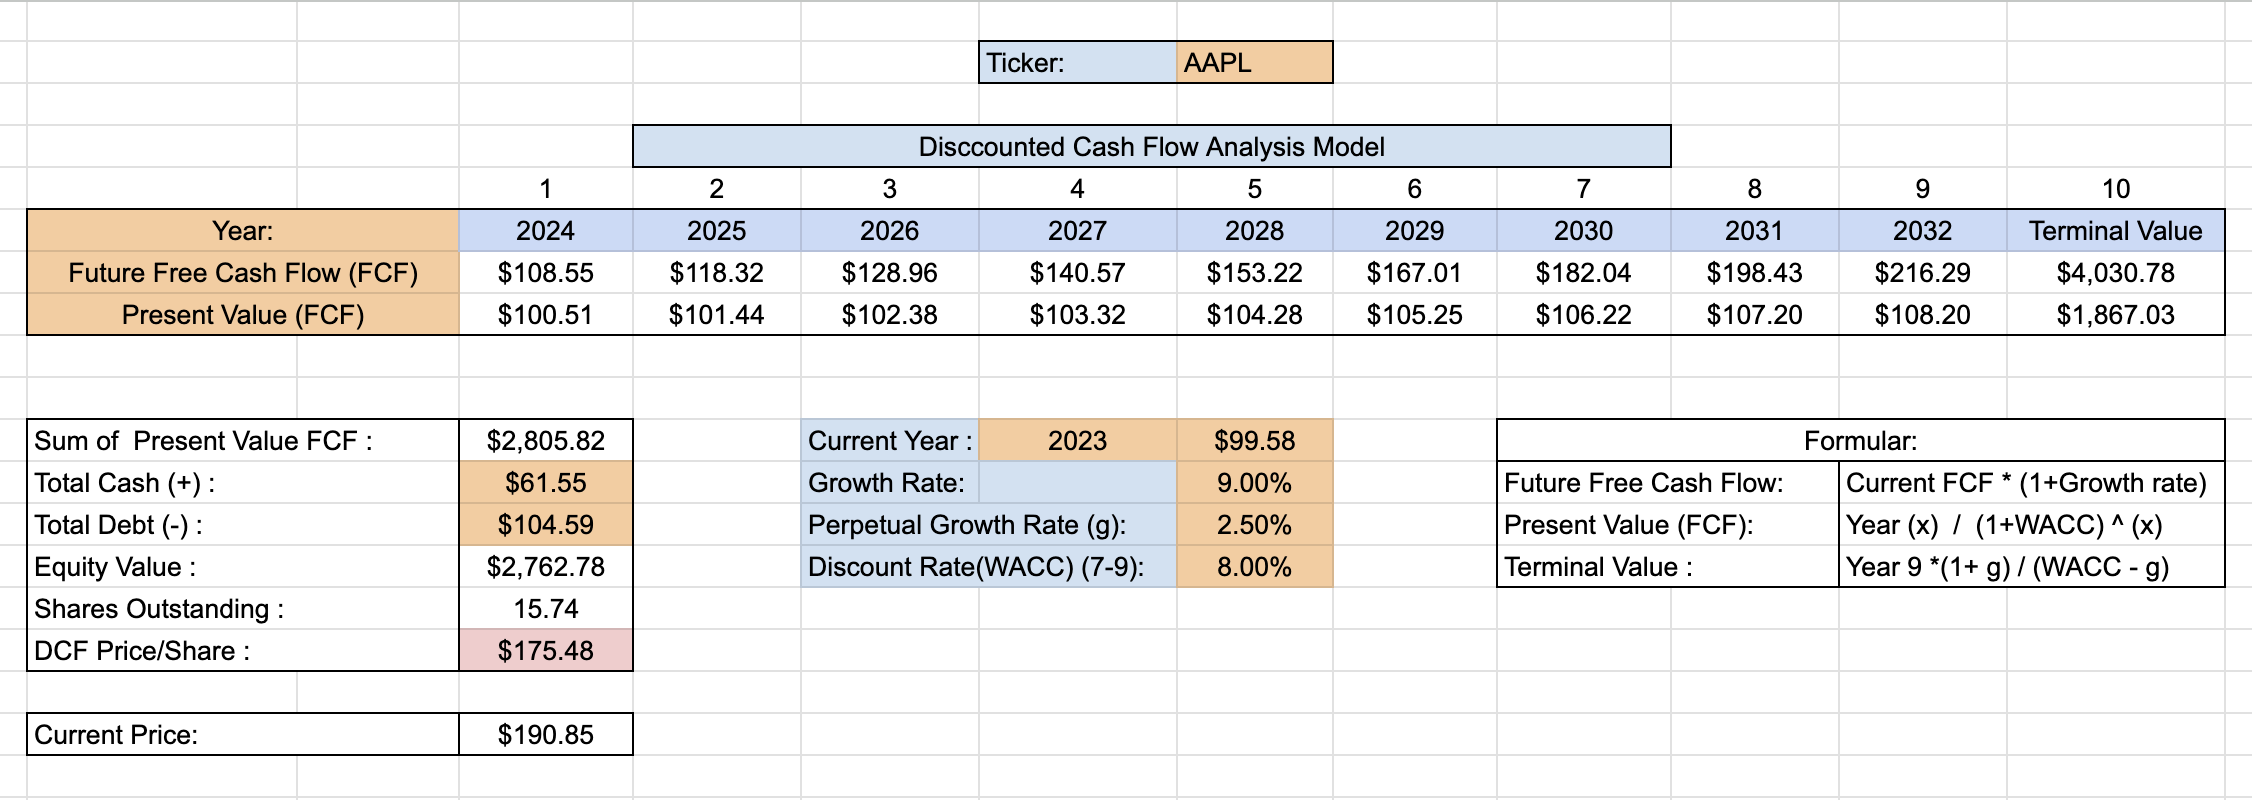 Ticker: AAPL
Disccounted Cash Flow Analysis Model
1 2 3 4 5 6 7 8 9 10
Year: 2024 2025 2026 2027 2028 2029 2030 2031 2032 Terminal Value
Future Free Cash Flow (FCF) $108.55 $118.32 $128.96 $140.57 $153.22 $167.01 $182.04 $198.43 $216.29 $4,030.78
Present Value (FCF) $100.51 $101.44 $102.38 $103.32 $104.28 $105.25 $106.22 $107.20 $108.20 $1,867.03
Sum of  Present Value FCF : $2,805.82
Total Cash (+) : $61.55
Total Debt (-) : $104.59
Equity Value : $2,762.78
Shares Outstanding : 15.74
DCF Price/Share : $175.48
Current Price: $190.85
Current Year : 2023 $99.58
Growth Rate: 9.00%
Perpetual Growth Rate (g): 2.50%
Discount Rate(WACC) (7-9): 8.00%
Formular:
Future Free Cash Flow: Current FCF * (1+Growth rate)
Present Value (FCF): Year (x)  /  (1+WACC) ^ (x)
Terminal Value : Year 9 *(1+ g) / (WACC - g)